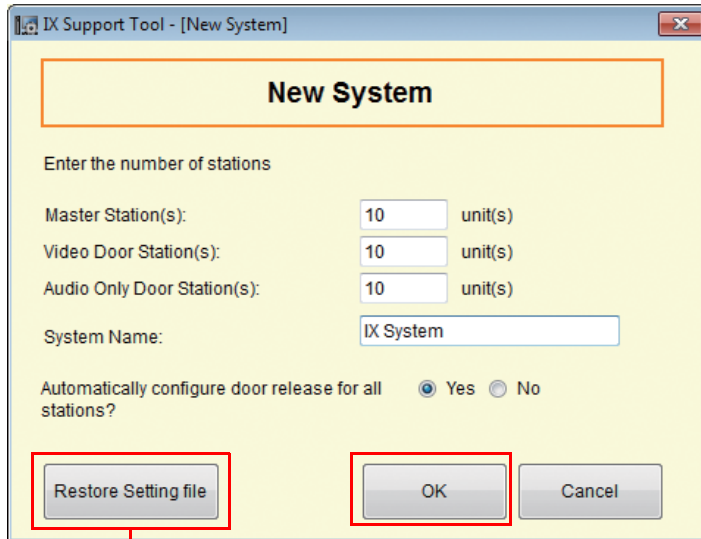 IX Support Tool - [New System]
New System
Enter the number of stations
Master Station(s): 10 unit(s)
Video Door Station(s): 10 unit(s)
Audio Only Door Station(s): 10 unit(s)
System Name: IX System
Automatically configure door release for all Yes No
stations?
Restore Setting file OK Cancel